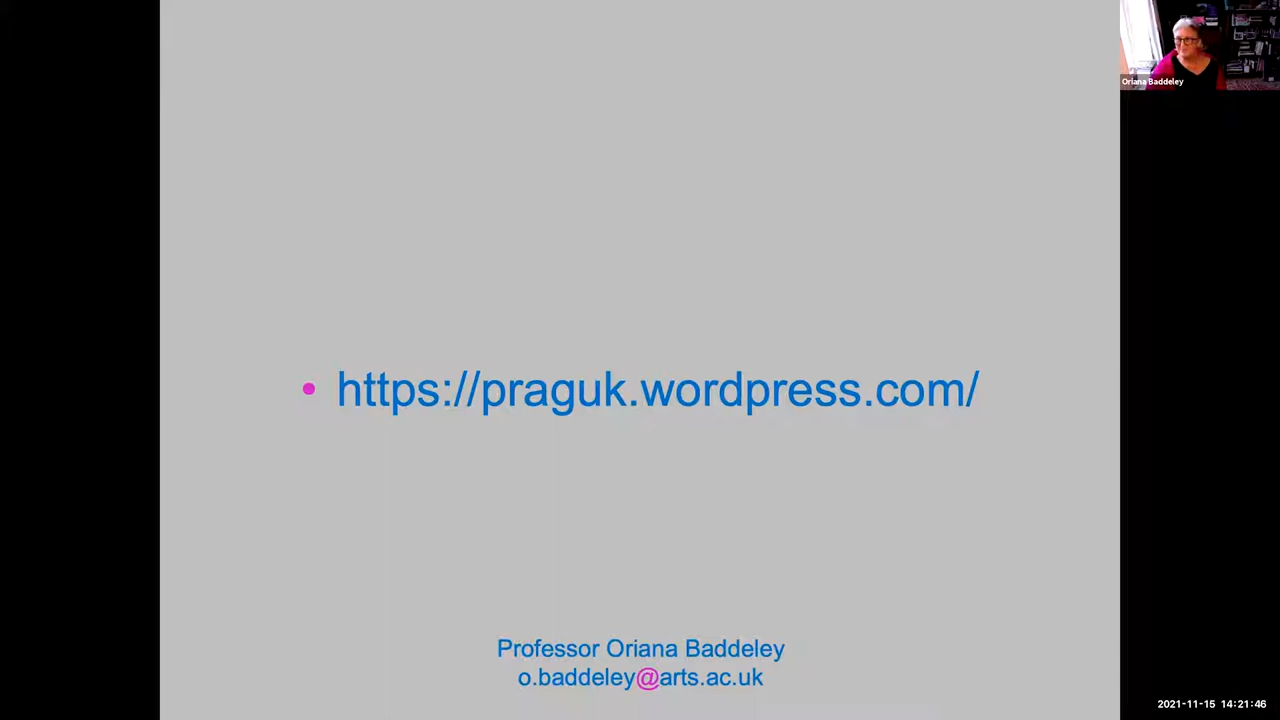 Oriana Baddeley
• https://praguk.wordpress.com/
Professor Oriana Baddeley
o.baddeley@arts.ac.uk
2021-11-15 14:21:46